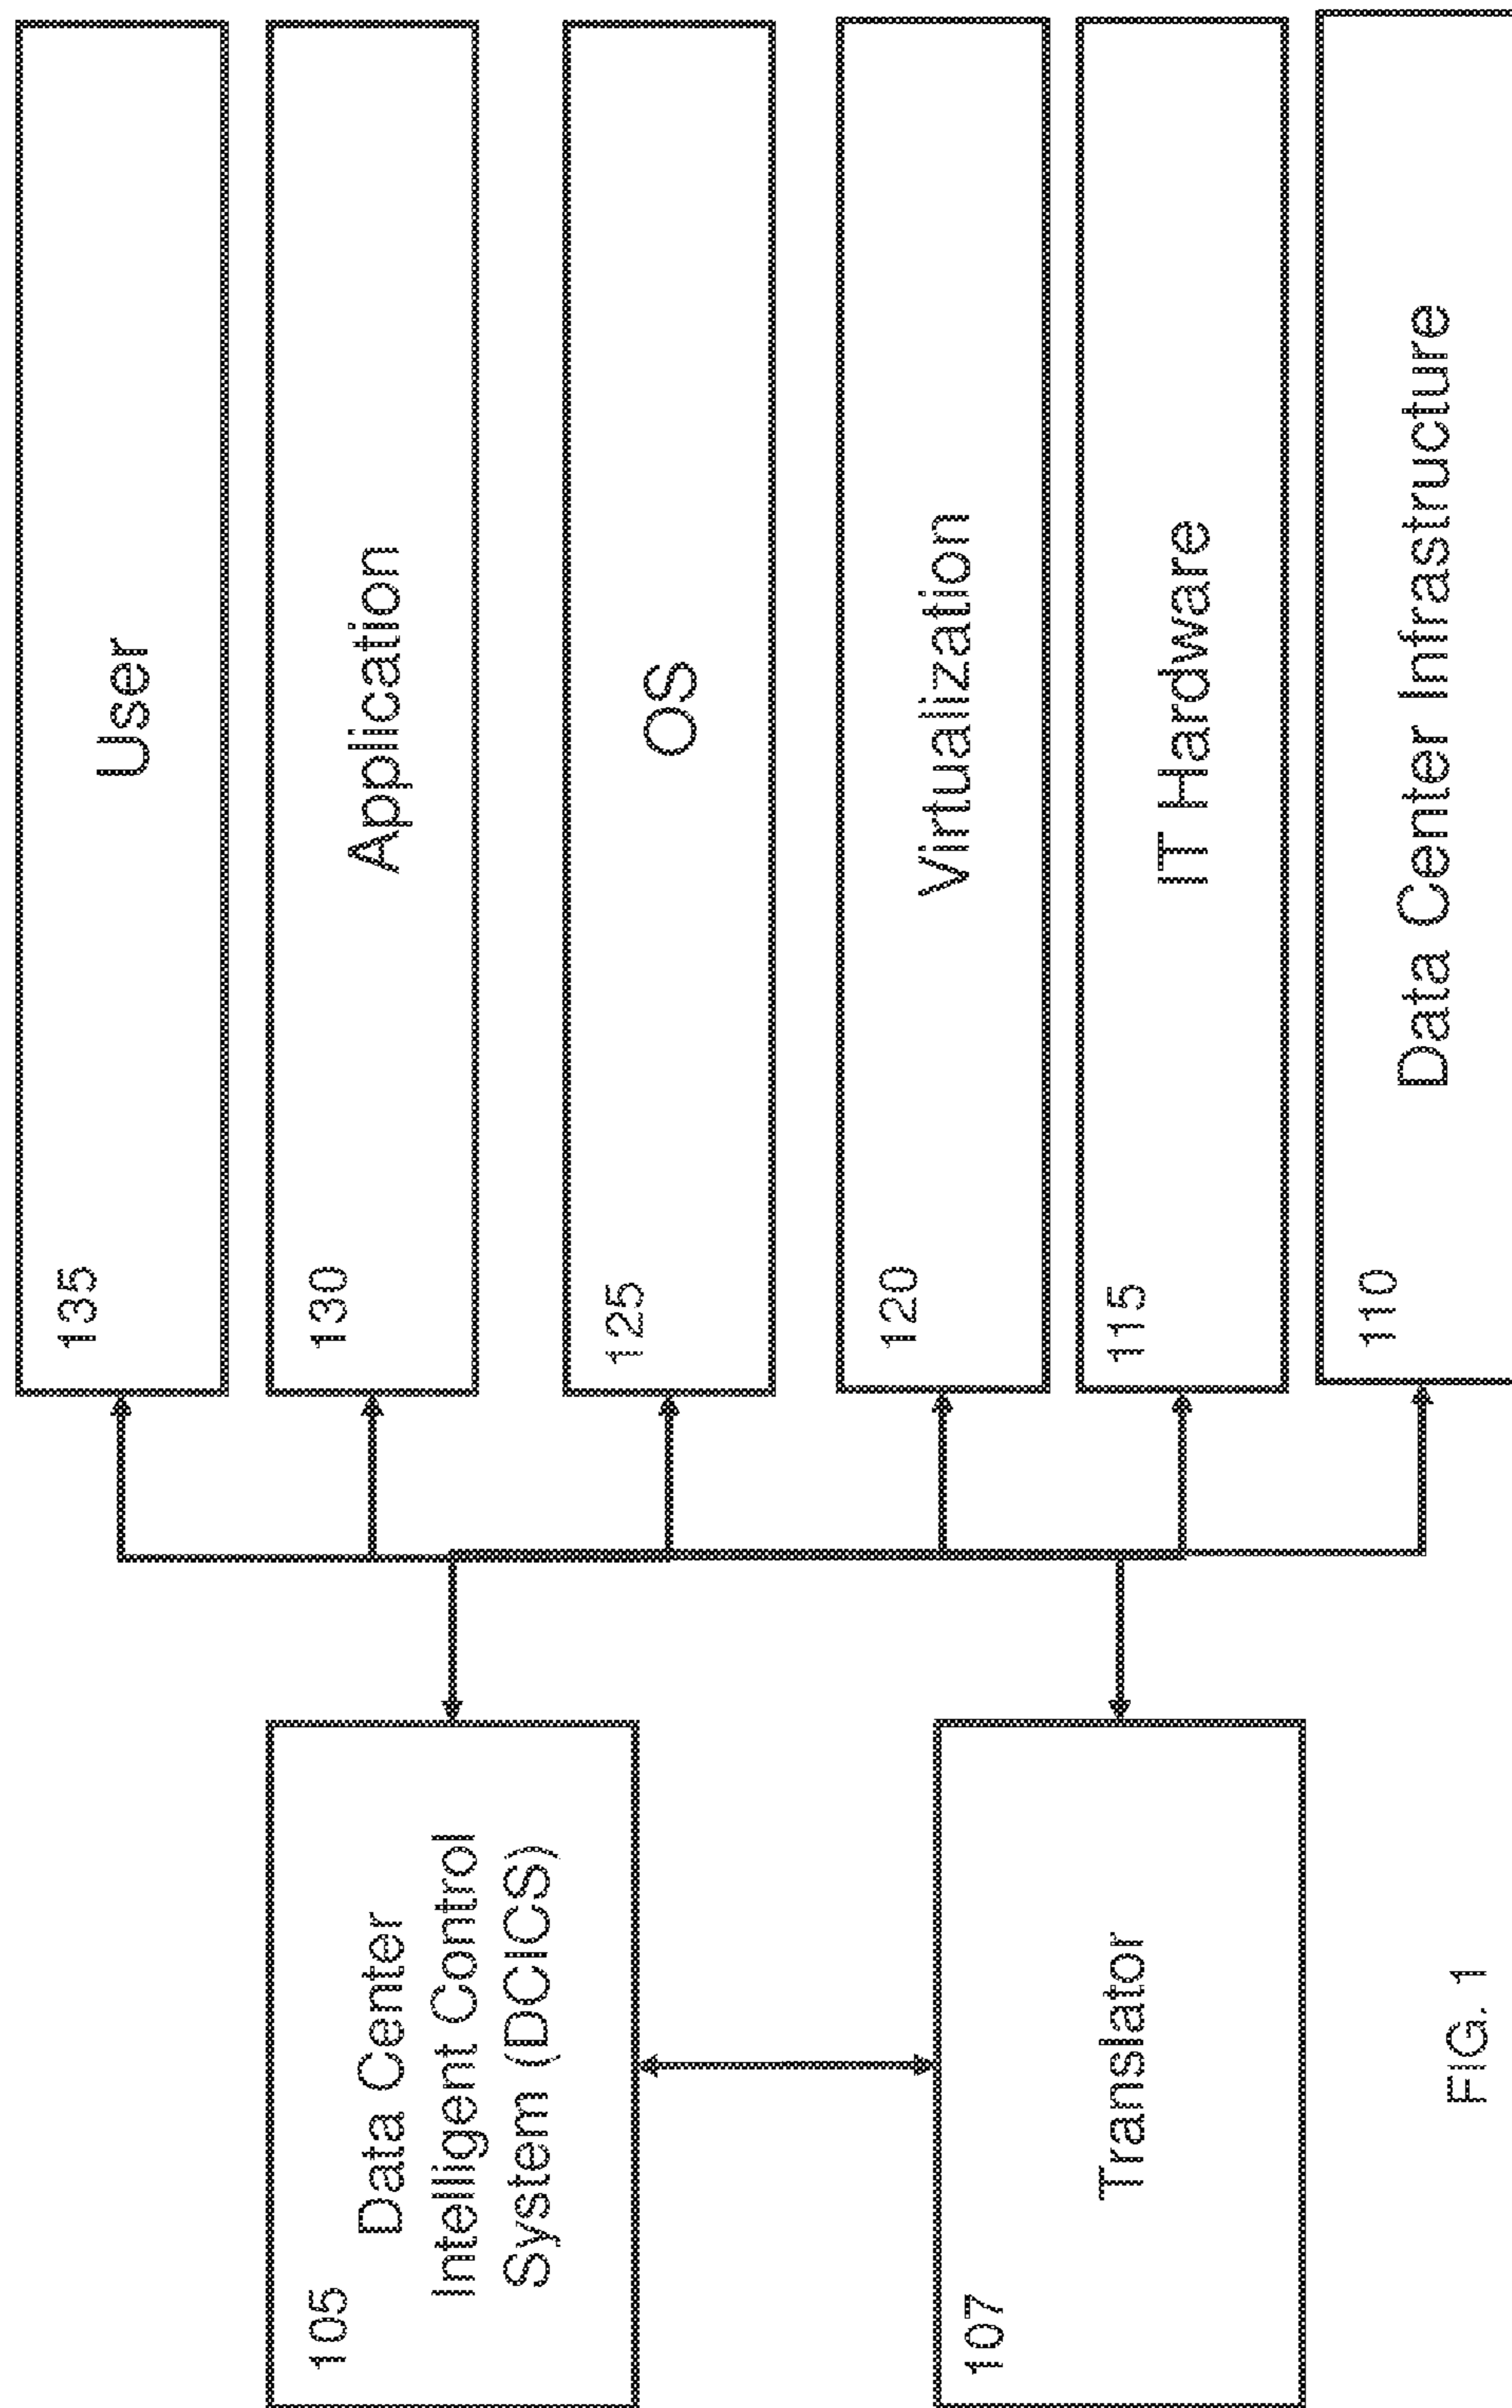 105
Data Center
Intelligent Control
System (DCICS)
107
Translator
135
User
130
Application
125
OS
120
Virtualization
115
IT Hardware
110
Data Center Infrastructure
FIG. 1